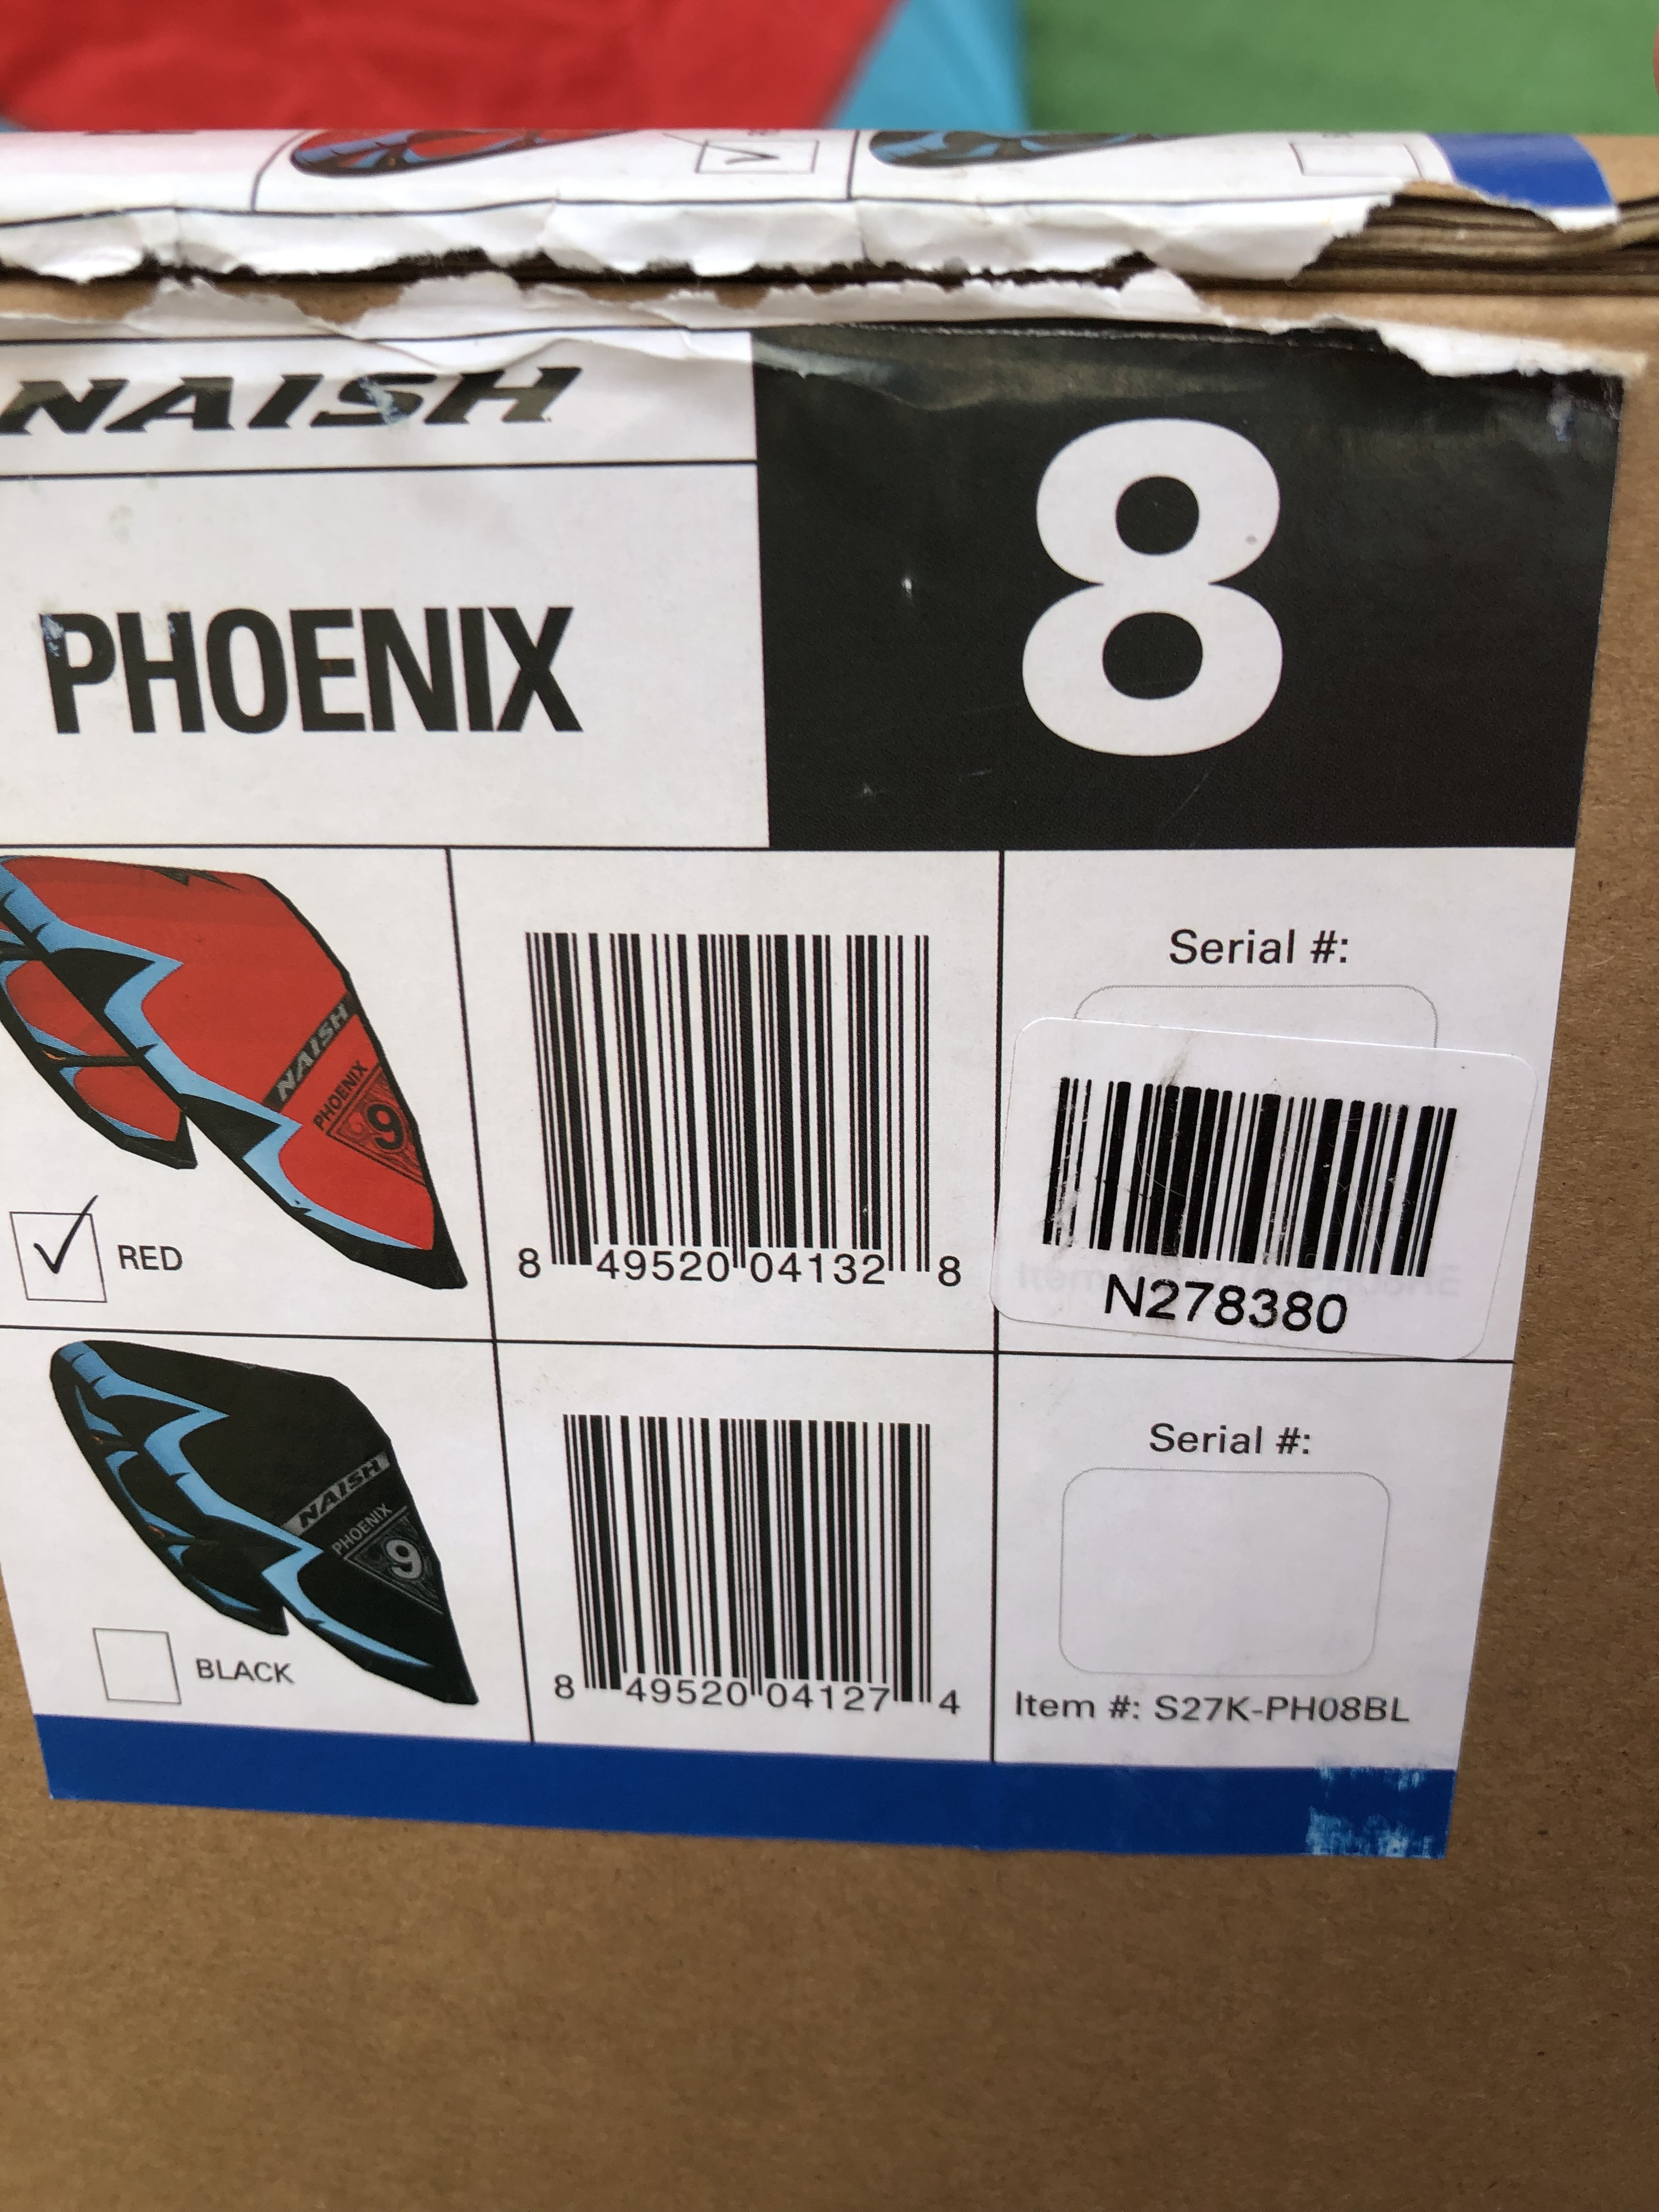 NAISH
PHOENIX
8
NAISH
PHOENIX
9
RED
8 49520 04132 8
Serial #:
N278380
NAISH
PHOENIX
9
BLACK
8 49520 04127 4
Serial #:
Item #: S27K-PH08BL